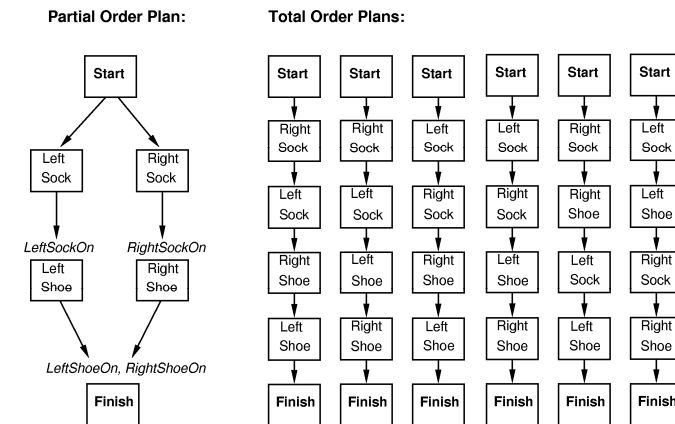 Partial Order Plan:
Total Order Plans:
Start
Left
Sock
Right
Sock
LeftSockOn
RightSockOn
Left
Shoe
Right
Shoe
LeftShoeOn, RightShoeOn
Finish
Start
Right
Sock
Left
Sock
Right
Shoe
Left
Shoe
Finish
Start
Right
Sock
Left
Sock
Left
Shoe
Right
Shoe
Finish
Start
Left
Sock
Right
Sock
Right
Shoe
Left
Shoe
Finish
Start
Left
Sock
Right
Sock
Left
Shoe
Right
Shoe
Finish
Start
Right
Sock
Right
Shoe
Left
Sock
Left
Shoe
Finish
Start
Left
Sock
Left
Shoe
Right
Sock
Right
Shoe
Finish